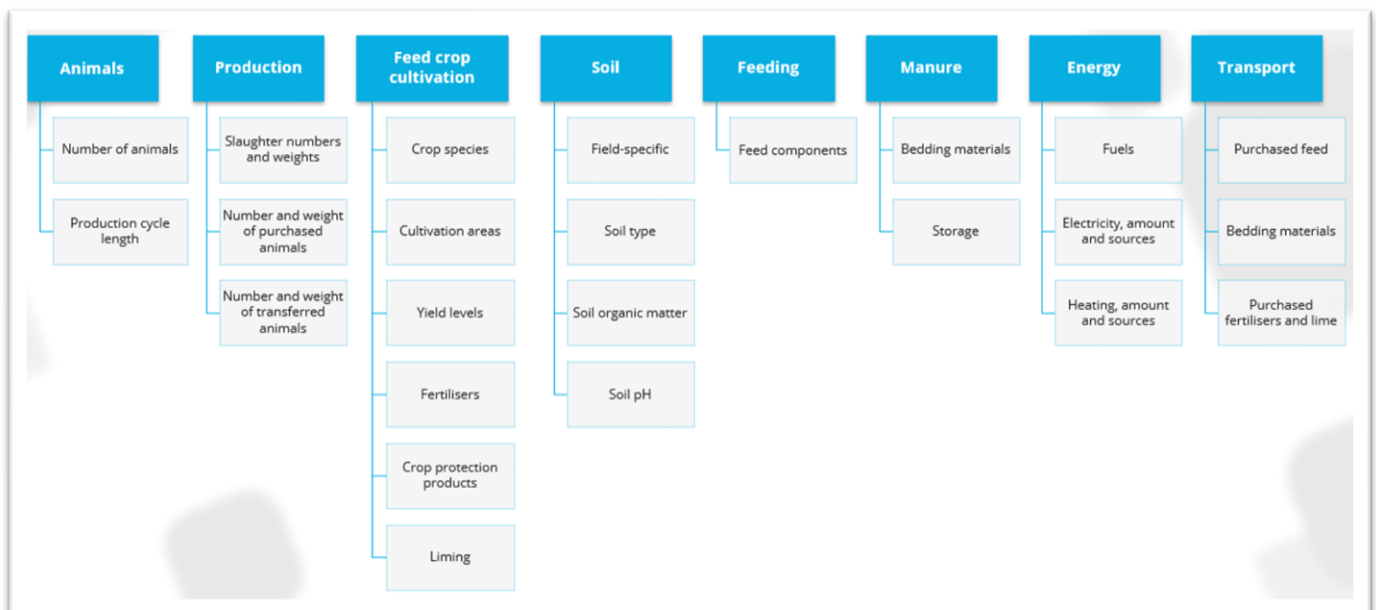 Animals
Number of animals
Production cycle
length
Production
Slaughter numbers
and weights
Number and weight
of purchased
animals
Number and weight
of transferred
animals
Feed crop
cultivation
Crop species
Cultivation areas
Yield levels
Fertilisers
Crop protection
products
Liming
Soil
Field-specific
Soil type
Soil organic matter
Soil pH
Feeding
Feed components
Manure
Bedding materials
Storage
Energy
Fuels
Electricity, amount
and sources
Heating, amount
and sources
Transport
Purchased feed
Bedding materials
Purchased
fertilisers and lime